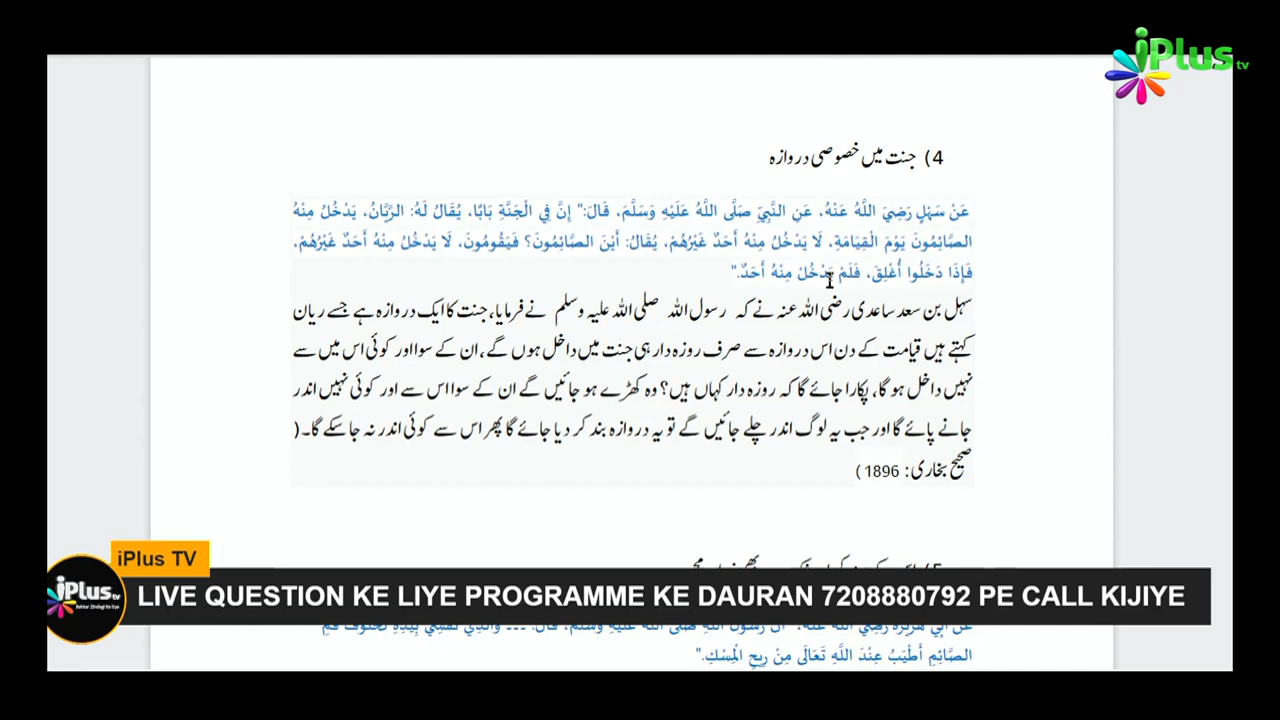 iPlus tv
4) جنت میں خصوصی دروازہ
عَنْ سَهْلٍ رَضِيَ اللَّهُ عَنْهُ، عَنِ النَّبِيِّ صَلَّى اللَّهُ عَلَيْهِ وَسَلَّمَ، قَالَ:" إِنَّ فِي الْجَنَّةِ بَابًا، يُقَالُ لَهُ: الرَّيَّانُ، يَدْخُلُ مِنْهُ
الصَّائِمُونَ يَوْمَ الْقِيَامَةِ، لَا يَدْخُلُ مِنْهُ أَحَدٌ غَيْرُهُمْ، يُقَالُ: أَيْنَ الصَّائِمُونَ؟ فَيَقُومُونَ، لَا يَدْخُلُ مِنْهُ أَحَدٌ غَيْرُهُمْ،
فَإِذَا دَخَلُوا أُغْلِقَ، فَلَمْ يَدْخُلْ مِنْهُ أَحَدٌ."
سہل بن سعد ساعدی رضی اللہ عنہ نے کہ رسول اللہ صلی اللہ علیہ وسلم نے فرمایا، جنت کا ایک دروازہ ہے جسے ریان
کہتے ہیں قیامت کے دن اس دروازہ سے صرف روزہ دار ہی جنت میں داخل ہوں گے، ان کے سوا اور کوئی اس میں سے
نہیں داخل ہو گا، پکارا جائے گا کہ روزہ دار کہاں ہیں؟ وہ کھڑے ہو جائیں گے ان کے سوا اس سے اور کوئی نہیں اندر
جانے پائے گا اور جب یہ لوگ اندر چلے جائیں گے تو یہ دروازہ بند کر دیا جائے گا پھر اس سے کوئی اندر نہ جا سکے گا۔(
صحیح بخاری: 1896)
iPlus TV
iPlus tv
Behtar Zindagi Ke Liye
LIVE QUESTION KE LIYE PROGRAMME KE DAURAN 7208880792 PE CALL KIJIYE
الصَّائِمِ أَطْيَبُ عِنْدَ اللَّهِ تَعَالَى مِنْ رِيحِ الْمِسْكِ."